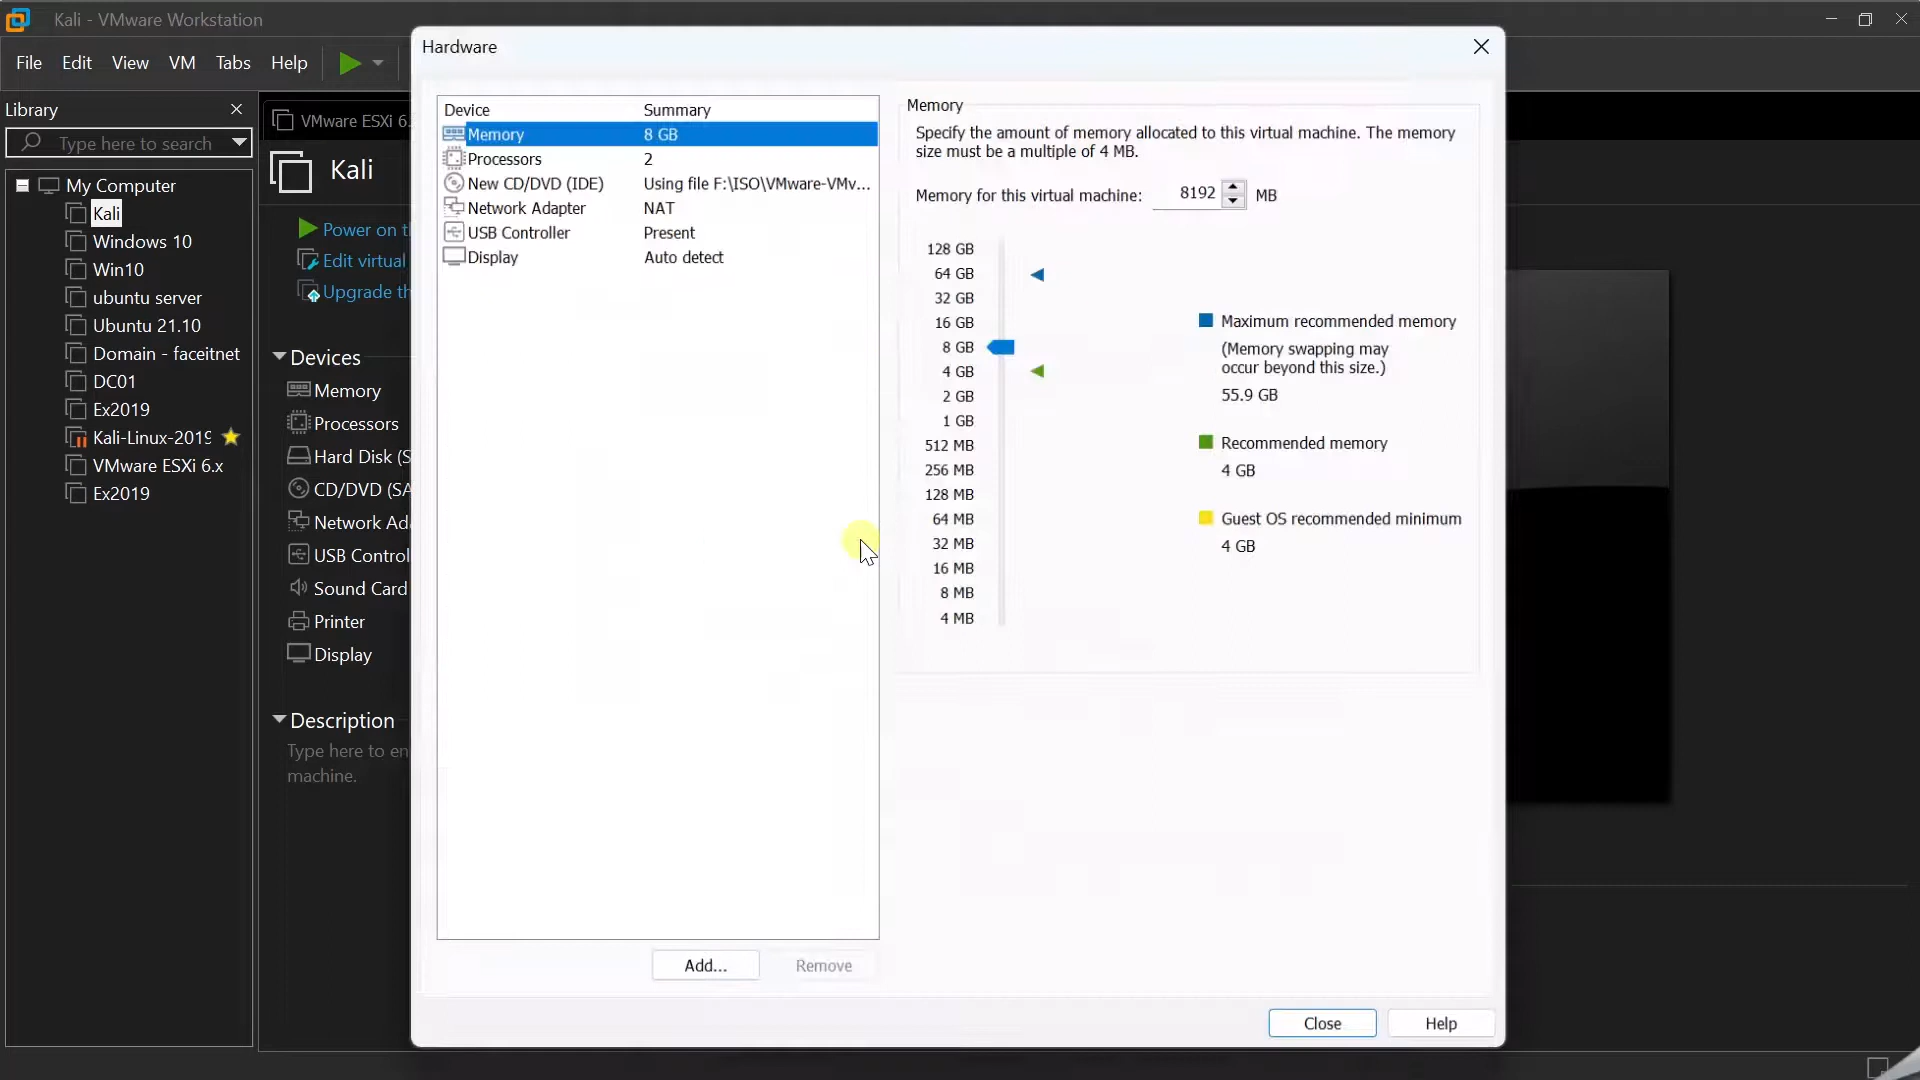 Kali - VMware Workstation
File Edit View VM Tabs Help
Library
Type here to search
My Computer
Kali
Windows 10
Win10
ubuntu server
Ubuntu 21.10
Domain - faceitnet
DC01
Ex2019
Kali-Linux-2019
VMware ESXi 6.x
Ex2019
VMware ESXi 6.
Kali
Power on t
Edit virtual
Upgrade th
Devices
Memory
Processors
Hard Disk (S
CD/DVD (SA
Network Ada
USB Control
Sound Card
Printer
Display
Description
Type here to en
machine.
Hardware
Device Summary
Memory 8 GB
Processors 2
New CD/DVD (IDE) Using file F:\ISO\VMware-VMv...
Network Adapter NAT
USB Controller Present
Display Auto detect
Add... Remove
Memory
Specify the amount of memory allocated to this virtual machine. The memory
size must be a multiple of 4 MB.
Memory for this virtual machine: 8192 MB
128 GB
64 GB
32 GB
16 GB
8 GB
4 GB
2 GB
1 GB
512 MB
256 MB
128 MB
64 MB
32 MB
16 MB
8 MB
4 MB
Maximum recommended memory
(Memory swapping may
occur beyond this size.)
55.9 GB
Recommended memory
4 GB
Guest OS recommended minimum
4 GB
Close Help